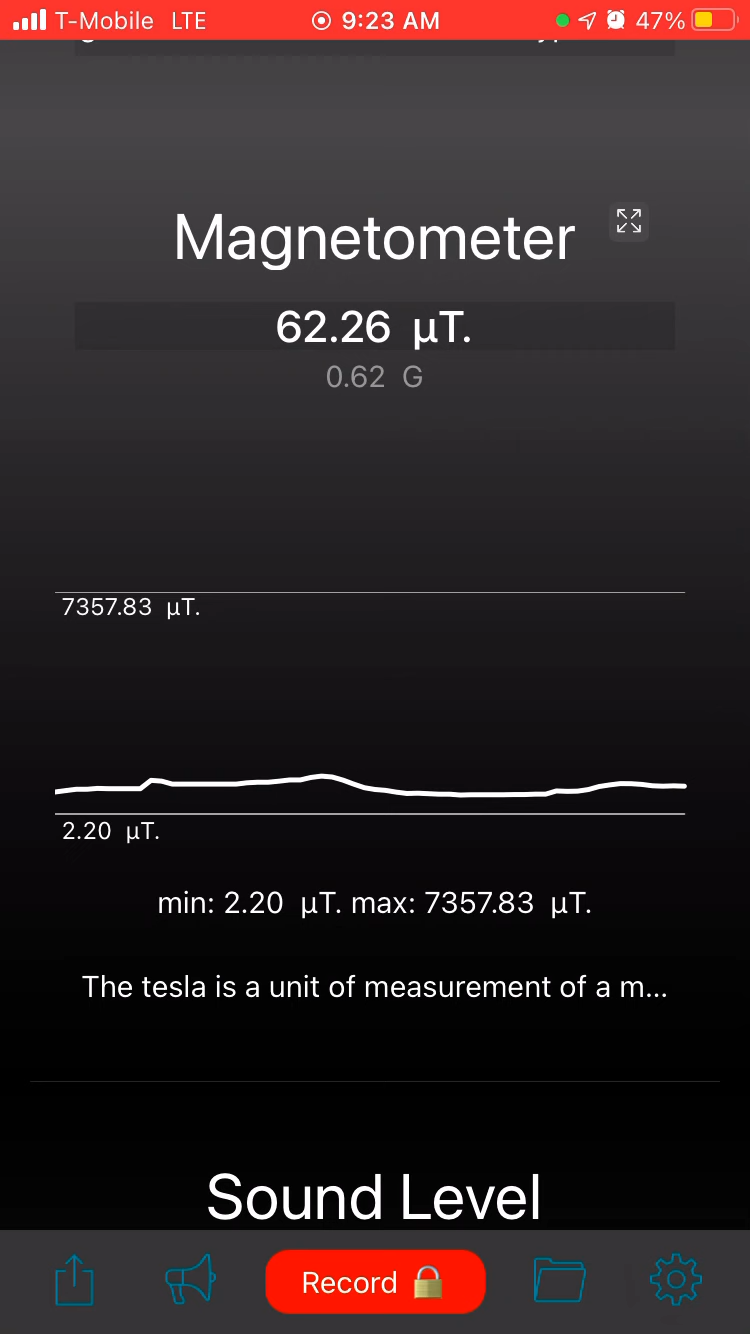 T-Mobile LTE 9:23 AM 47%
Magnetometer
62.26 µT.
0.62 G
7357.83 µT.
2.20 µT.
min: 2.20 µT. max: 7357.83 µT.
The tesla is a unit of measurement of a m...
Sound Level
Record